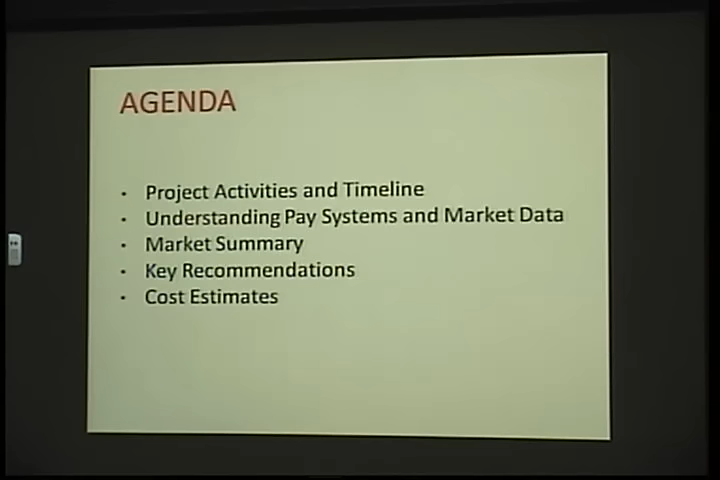 AGENDA
· Project Activities and Timeline
· Understanding Pay Systems and Market Data
· Market Summary
· Key Recommendations
· Cost Estimates